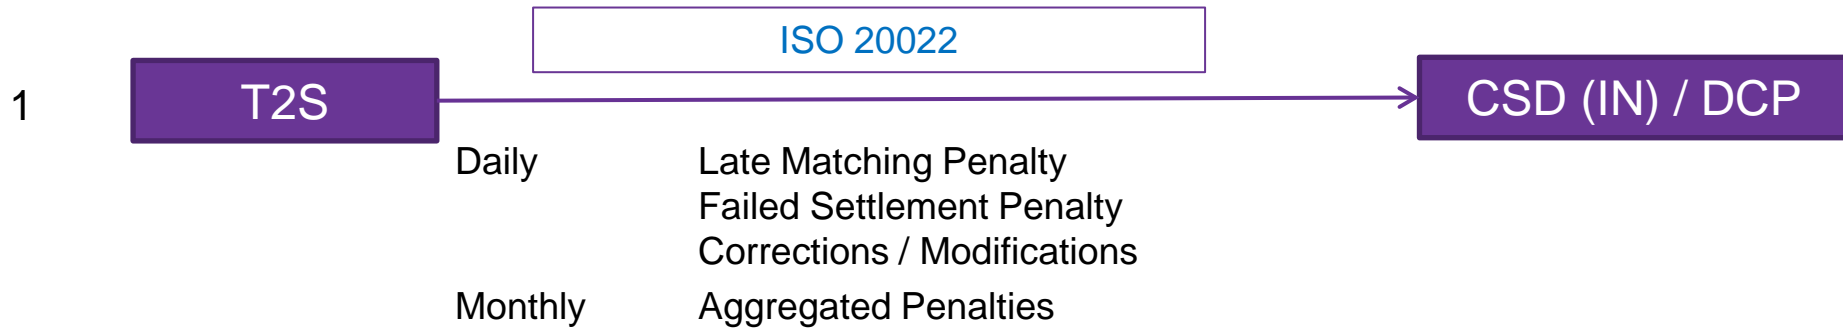 ISO 20022
1 T2S CSD (IN) / DCP
Daily Late Matching Penalty
Failed Settlement Penalty
Corrections / Modifications
Monthly Aggregated Penalties